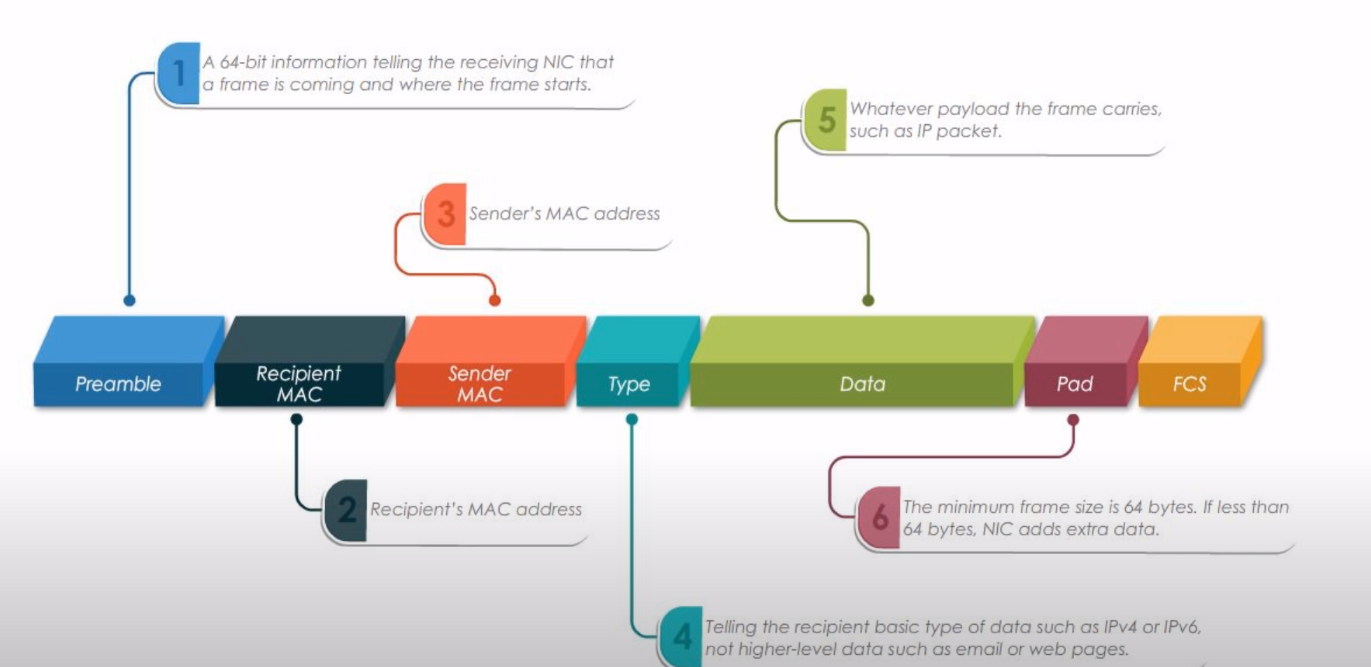 1
A 64-bit information telling the receiving NIC that
a frame is coming and where the frame starts.
5
Whatever payload the frame carries,
such as IP packet.
3
Sender's MAC address
Preamble
Recipient
MAC
Sender
MAC
Type
Data
Pad
FCS
2
Recipient's MAC address
6
The minimum frame size is 64 bytes. If less than
64 bytes, NIC adds extra data.
4
Telling the recipient basic type of data such as IPv4 or IPv6,
not higher-level data such as email or web pages.